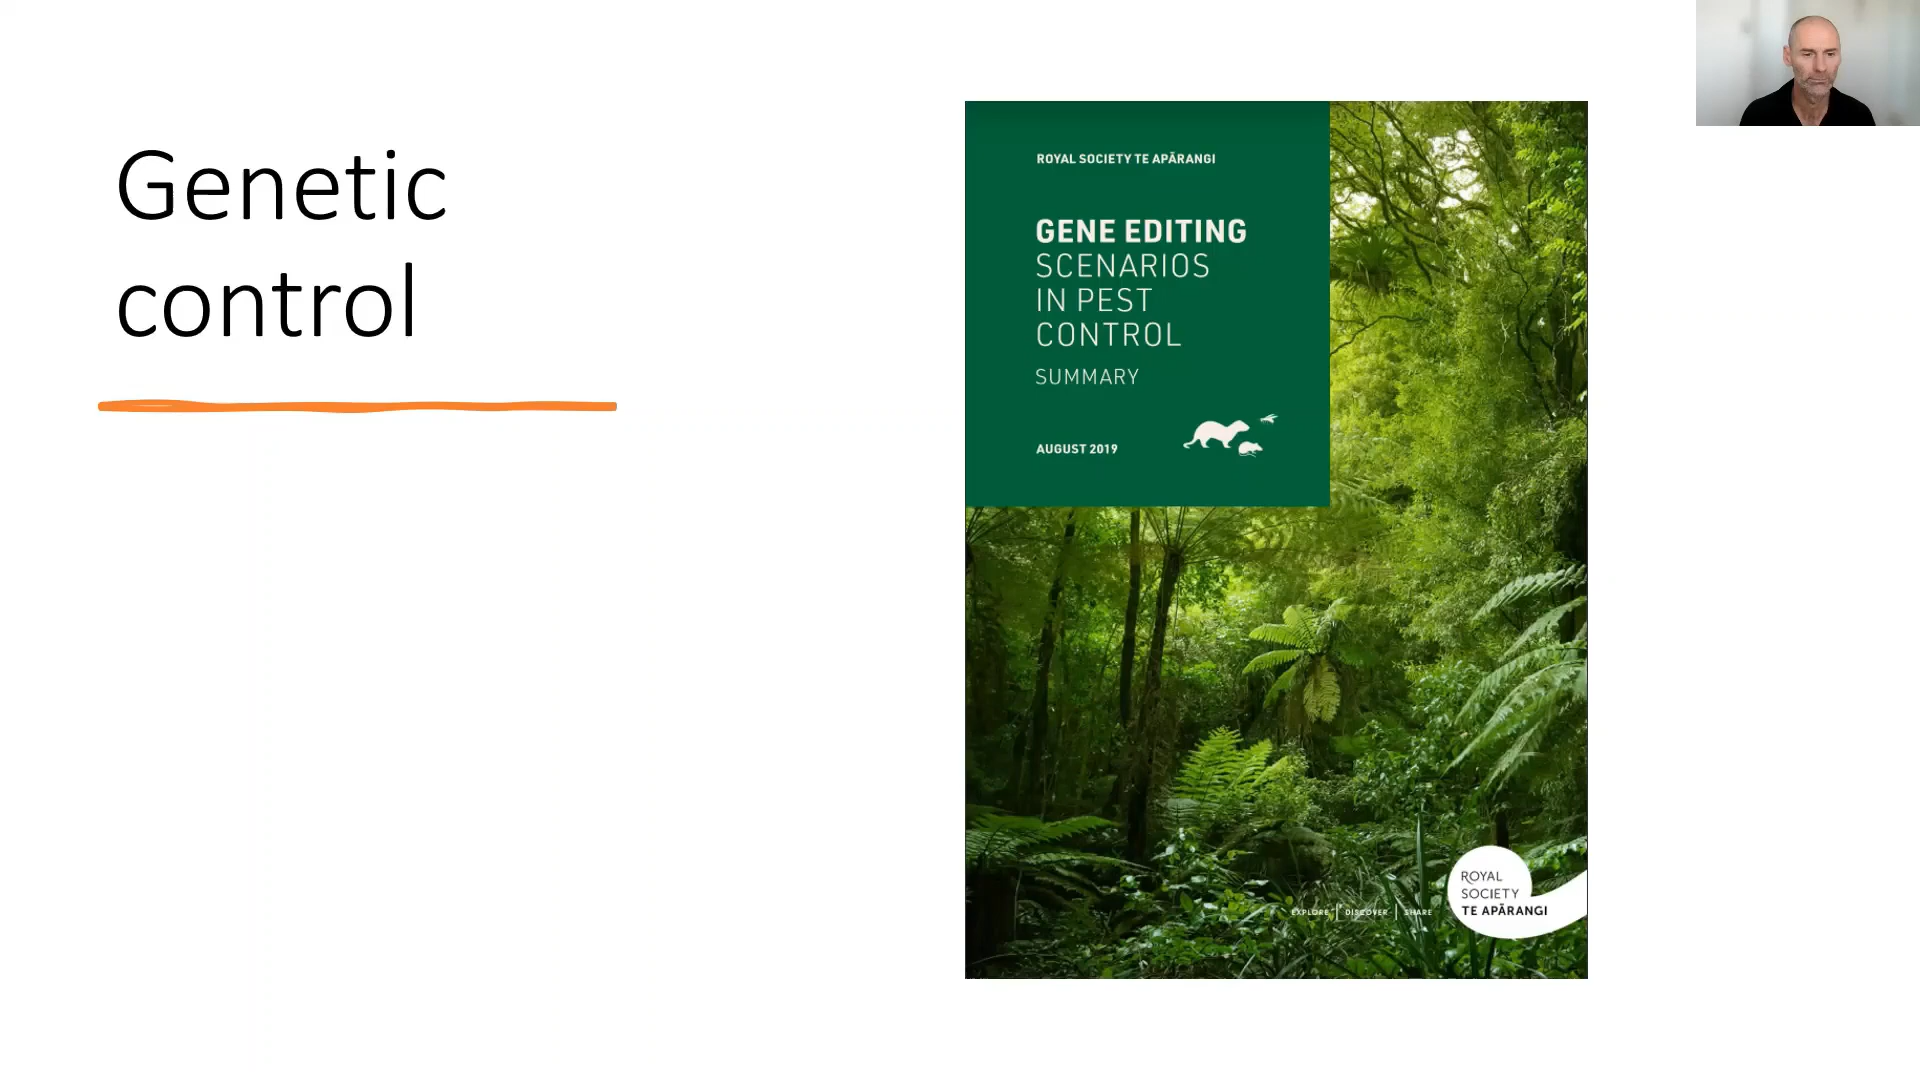 Genetic
control
ROYAL SOCIETY TE APĀRANGI
GENE EDITING
SCENARIOS
IN PEST
CONTROL
SUMMARY
AUGUST 2019
EXPLORE | DISCOVER | SHARE
ROYAL
SOCIETY
TE APĀRANGI